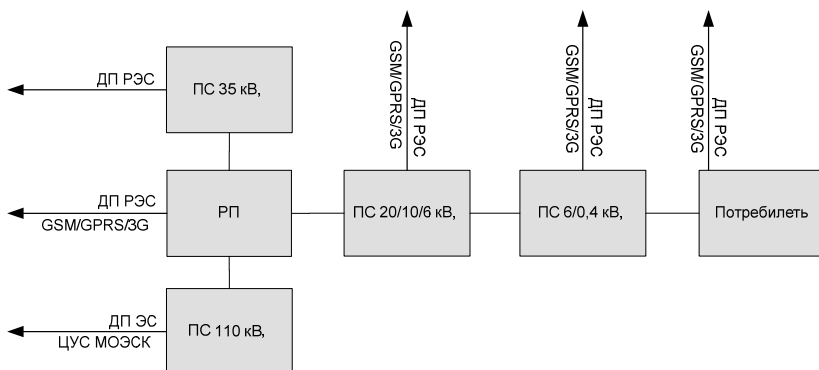 ДП РЭС
ПС 35 кВ,
GSM/GPRS/3G
ДП РЭС
GSM/GPRS/3G
ДП РЭС
GSM/GPRS/3G
ДП РЭС
ДП РЭС
GSM/GPRS/3G
РП
ПС 20/10/6 кВ,
ПС 6/0,4 кВ,
Потребилеть
ДП ЭС
ЦУС МОЭСК
ПС 110 кВ,